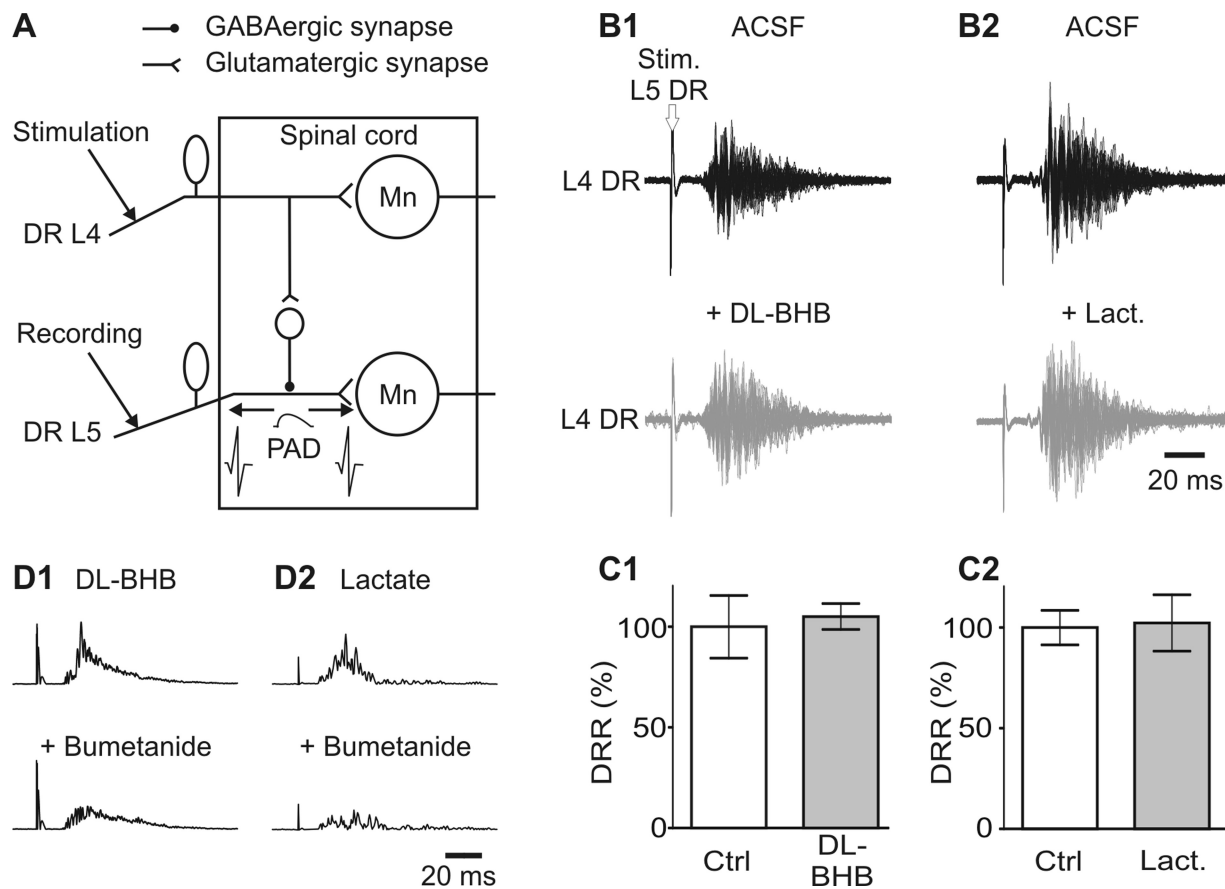 A
GABAergic synapse
Glutamatergic synapse
Stimulation
Spinal cord
Mn
DR L4
Recording
Mn
DR L5
PAD
B1 ACSF
Stim.
L5 DR
L4 DR
+ DL-BHB
L4 DR
B2 ACSF
+ Lact.
20 ms
D1 DL-BHB
+ Bumetanide
D2 Lactate
+ Bumetanide
20 ms
C1
DRR (%)
100
50
0
Ctrl
DL-
BHB
C2
DRR (%)
100
50
0
Ctrl
Lact.